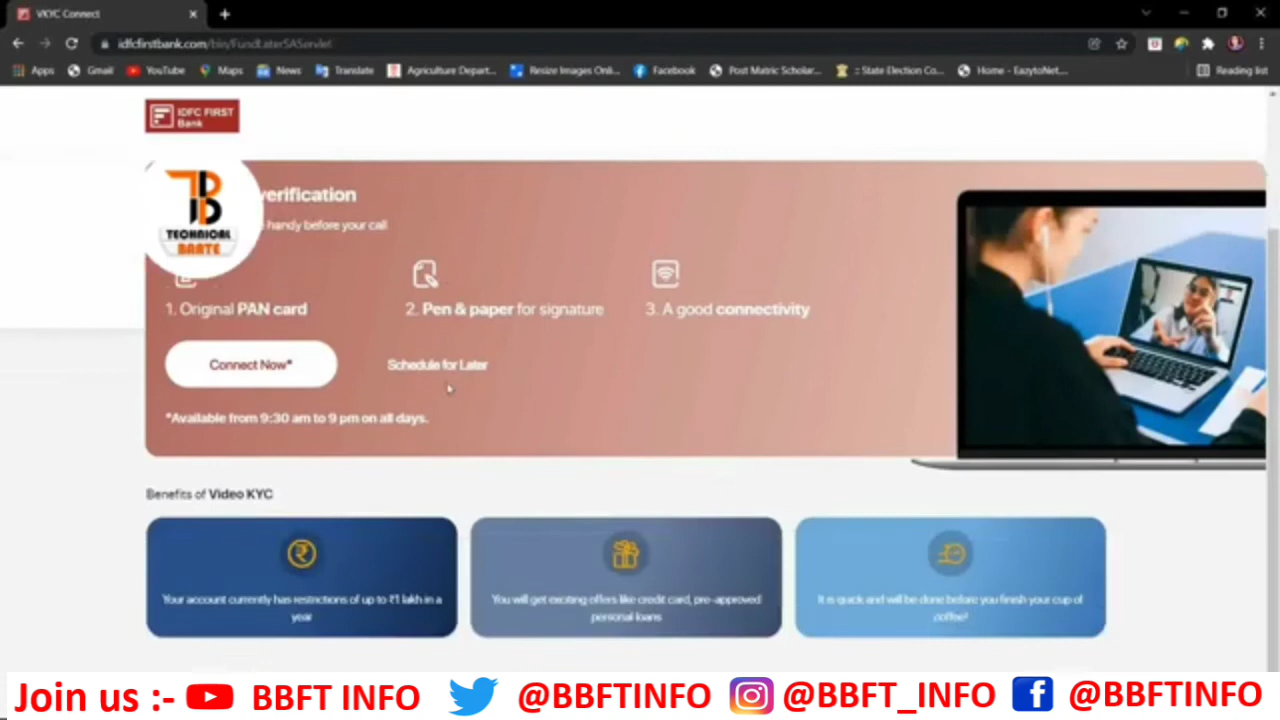 VKYC Connect
idfcfirstbank.com/bin/FundLaterSAServlet
Apps Gmail YouTube Maps News Translate Agriculture Depart... Resize Images Onli... Facebook Post Matric Scholar... :: State Election Co... Home - EazytoNet,... Reading list
IDFC FIRST
Bank
verification
handy before your call
TECHNICAL
BARTE
1. Original PAN card
2. Pen & paper for signature
3. A good connectivity
Connect Now*
Schedule for Later
*Available from 9:30 am to 9 pm on all days.
Benefits of Video KYC
Your account currently has restrictions of up to ₹1 lakh in a
year
You will get exciting offers like credit card, pre-approved
personal loans
It is quick and will be done before you finish your cup of
coffee!
Join us :- BBFT INFO @BBFTINFO @BBFT_INFO @BBFTINFO